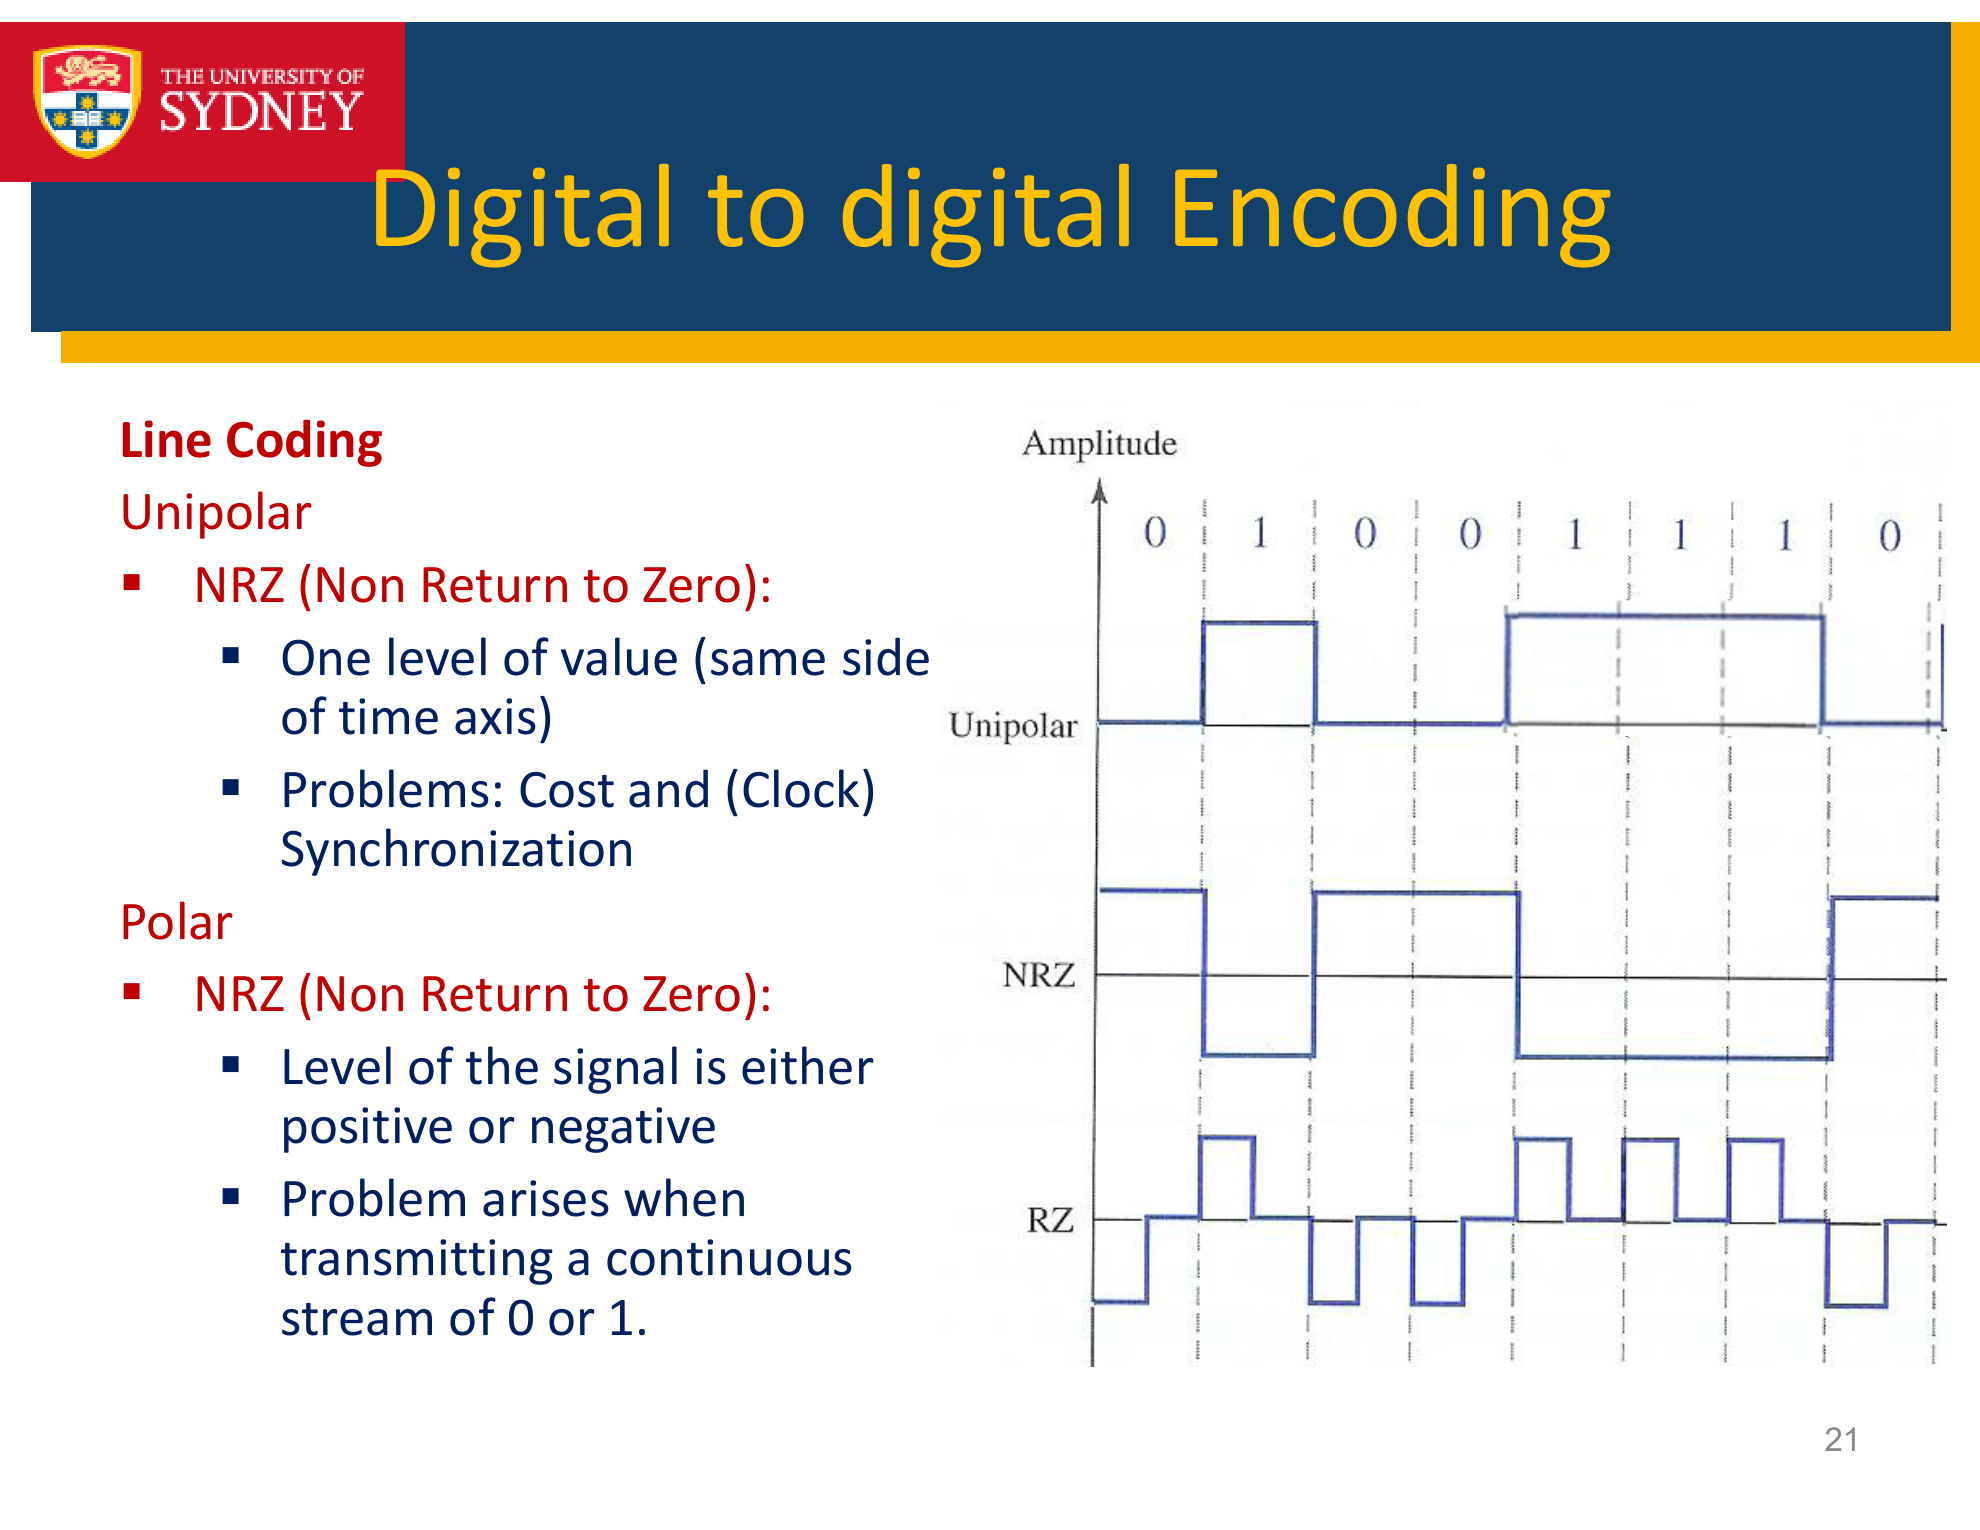 THE UNIVERSITY OF
SYDNEY
Digital to digital Encoding
Line Coding
Unipolar
▪ NRZ (Non Return to Zero):
▪ One level of value (same side
of time axis)
▪ Problems: Cost and (Clock)
Synchronization
Polar
▪ NRZ (Non Return to Zero):
▪ Level of the signal is either
positive or negative
▪ Problem arises when
transmitting a continuous
stream of 0 or 1.
Amplitude
0 1 0 0 1 1 1 0
Unipolar
NRZ
RZ
21